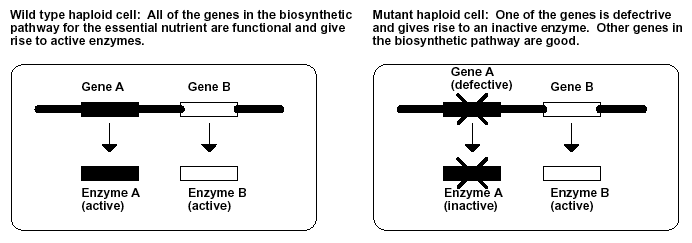 Wild type haploid cell:  All of the genes in the biosynthetic
pathway for the essential nutrient are functional and give
rise to active enzymes.
Mutant haploid cell:  One of the genes is defectrive
and gives rise to an inactive enzyme.  Other genes in
the biosynthetic pathway are good.
Gene A
Gene B
Enzyme A
(active)
Enzyme B
(active)
Gene A
(defective)
Gene B
Enzyme A
(inactive)
Enzyme B
(active)